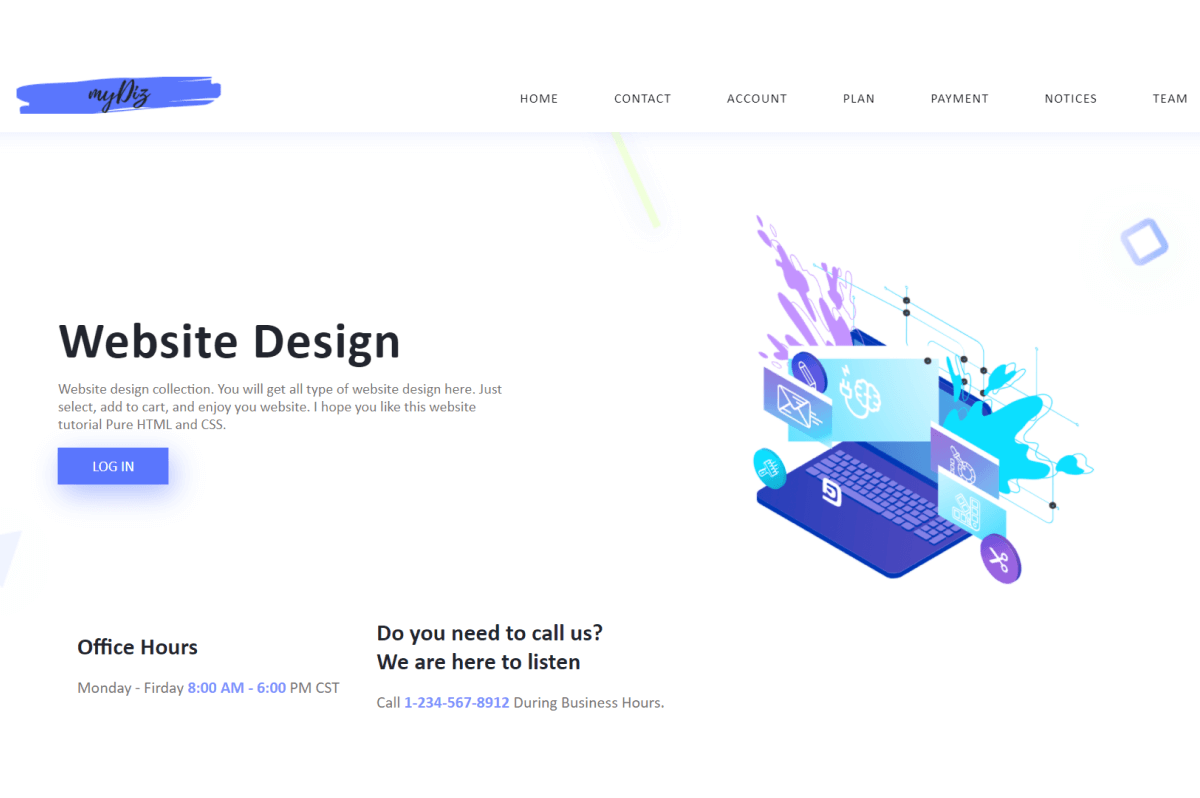 myDiz
HOME CONTACT ACCOUNT PLAN PAYMENT NOTICES TEAM
Website Design
Website design collection. You will get all type of website design here. Just
select, add to cart, and enjoy you website. I hope you like this website
tutorial Pure HTML and CSS.
LOG IN
Office Hours
Monday - Firday 8:00 AM - 6:00 PM CST
Do you need to call us?
We are here to listen
Call 1-234-567-8912 During Business Hours.